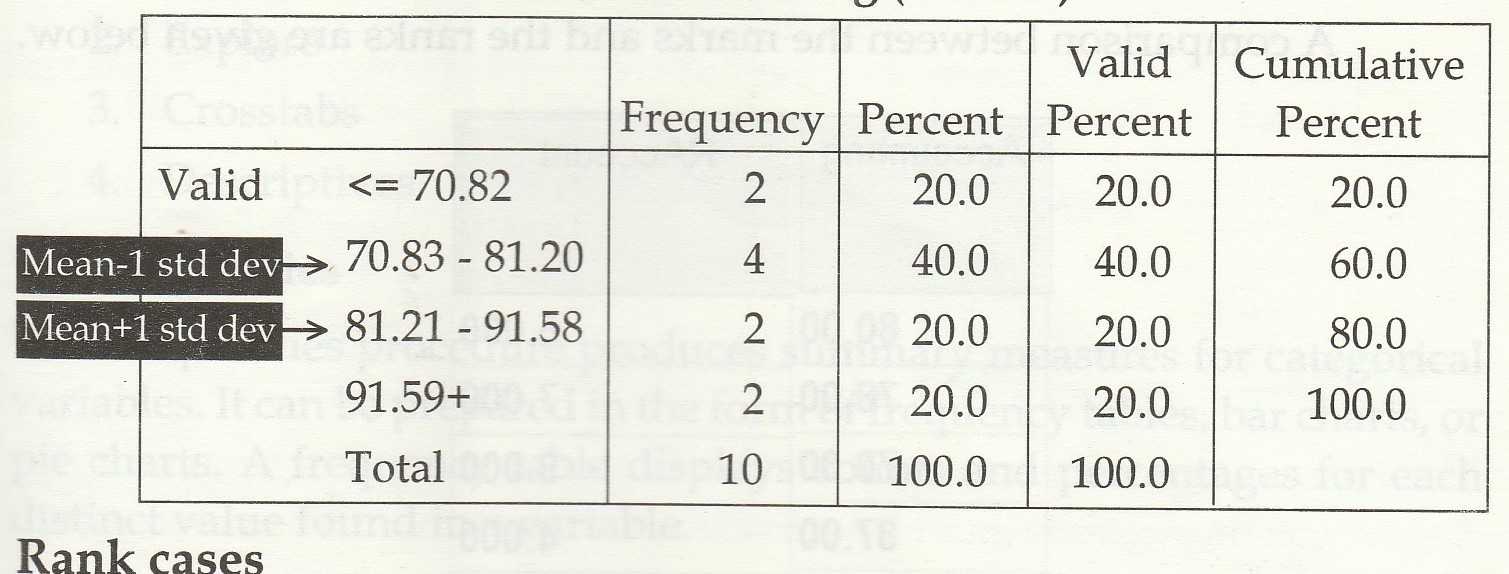 Valid Cumulative
Frequency Percent Percent Percent
Valid <= 70.82 2 20.0 20.0 20.0
Mean-1 std dev → 70.83 - 81.20 4 40.0 40.0 60.0
Mean+1 std dev → 81.21 - 91.58 2 20.0 20.0 80.0
91.59+ 2 20.0 20.0 100.0
Total 10 100.0 100.0
Rank cases